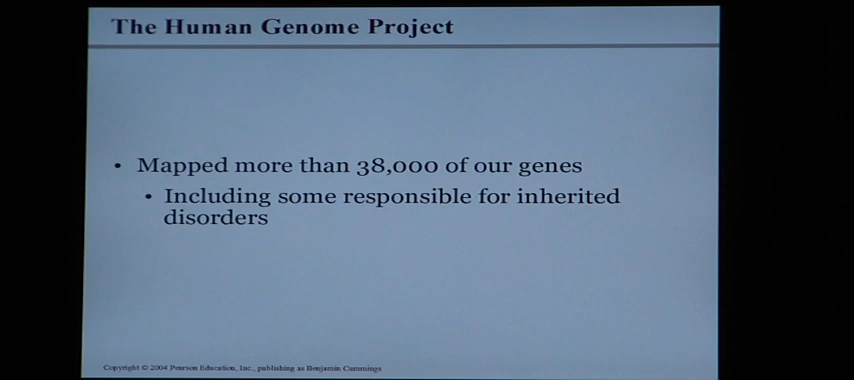 The Human Genome Project
• Mapped more than 38,000 of our genes
• Including some responsible for inherited
disorders
Copyright © 2004 Pearson Education, Inc., publishing as Benjamin Cummings